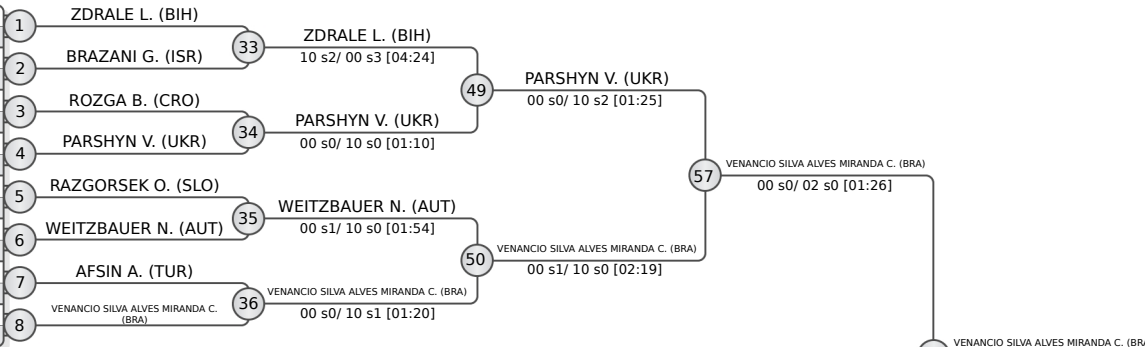 1
ZDRALE L. (BIH)
2
BRAZANI G. (ISR)
33
ZDRALE L. (BIH)
10 s2/ 00 s3 [04:24]
3
ROZGA B. (CRO)
4
PARSHYN V. (UKR)
34
PARSHYN V. (UKR)
00 s0/ 10 s0 [01:10]
49
PARSHYN V. (UKR)
00 s0/ 10 s2 [01:25]
5
RAZGORSEK O. (SLO)
6
WEITZBAUER N. (AUT)
35
WEITZBAUER N. (AUT)
00 s1/ 10 s0 [01:54]
7
AFSIN A. (TUR)
8
VENANCIO SILVA ALVES MIRANDA C.
(BRA)
36
VENANCIO SILVA ALVES MIRANDA C. (BRA)
00 s0/ 10 s1 [01:20]
50
VENANCIO SILVA ALVES MIRANDA C. (BRA)
00 s1/ 10 s0 [02:19]
57
VENANCIO SILVA ALVES MIRANDA C. (BRA)
00 s0/ 02 s0 [01:26]
VENANCIO SILVA ALVES MIRANDA C.